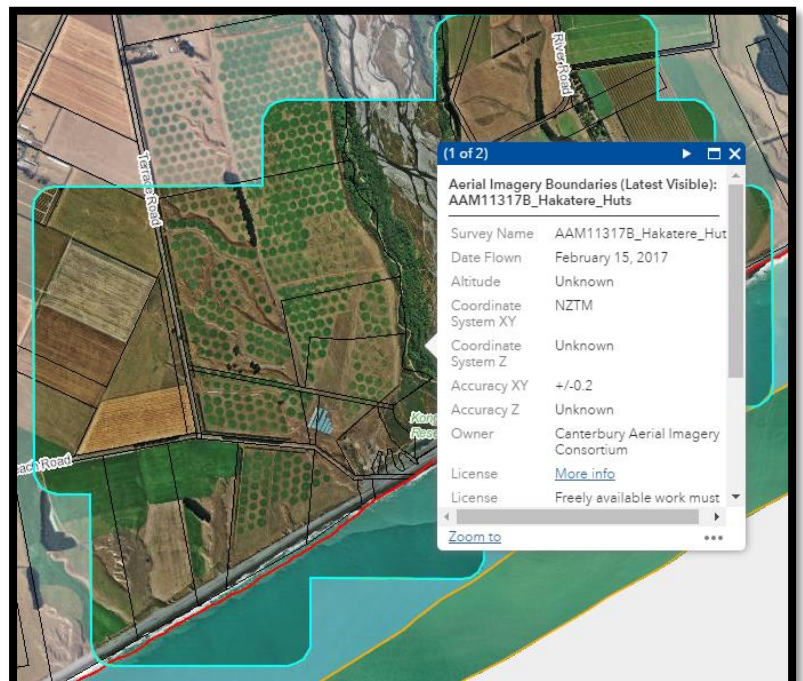 River Road
Terrace Road
(1 of 2)
Aerial Imagery Boundaries (Latest Visible):
AAM11317B_Hakatere_Huts
Survey Name AAM11317B_Hakatere_Hut
Date Flown February 15, 2017
Altitude Unknown
Coordinate NZTM
System XY
Coordinate Unknown
System Z
Accuracy XY +/-0.2
Accuracy Z Unknown
Owner Canterbury Aerial Imagery
Consortium
License More info
License Freely available work must
Zoom to
Road